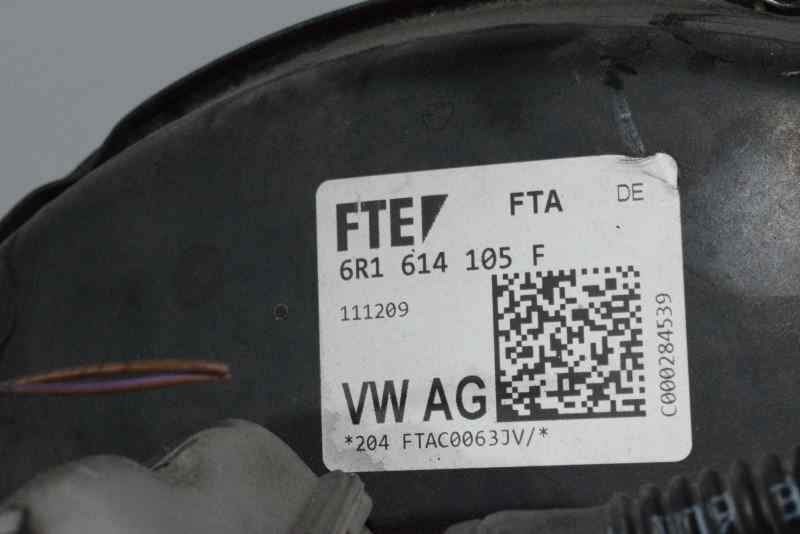 FTE FTA DE
6R1 614 105 F
111209
VW AG
*204 FTAC0063JV/*
C000284539